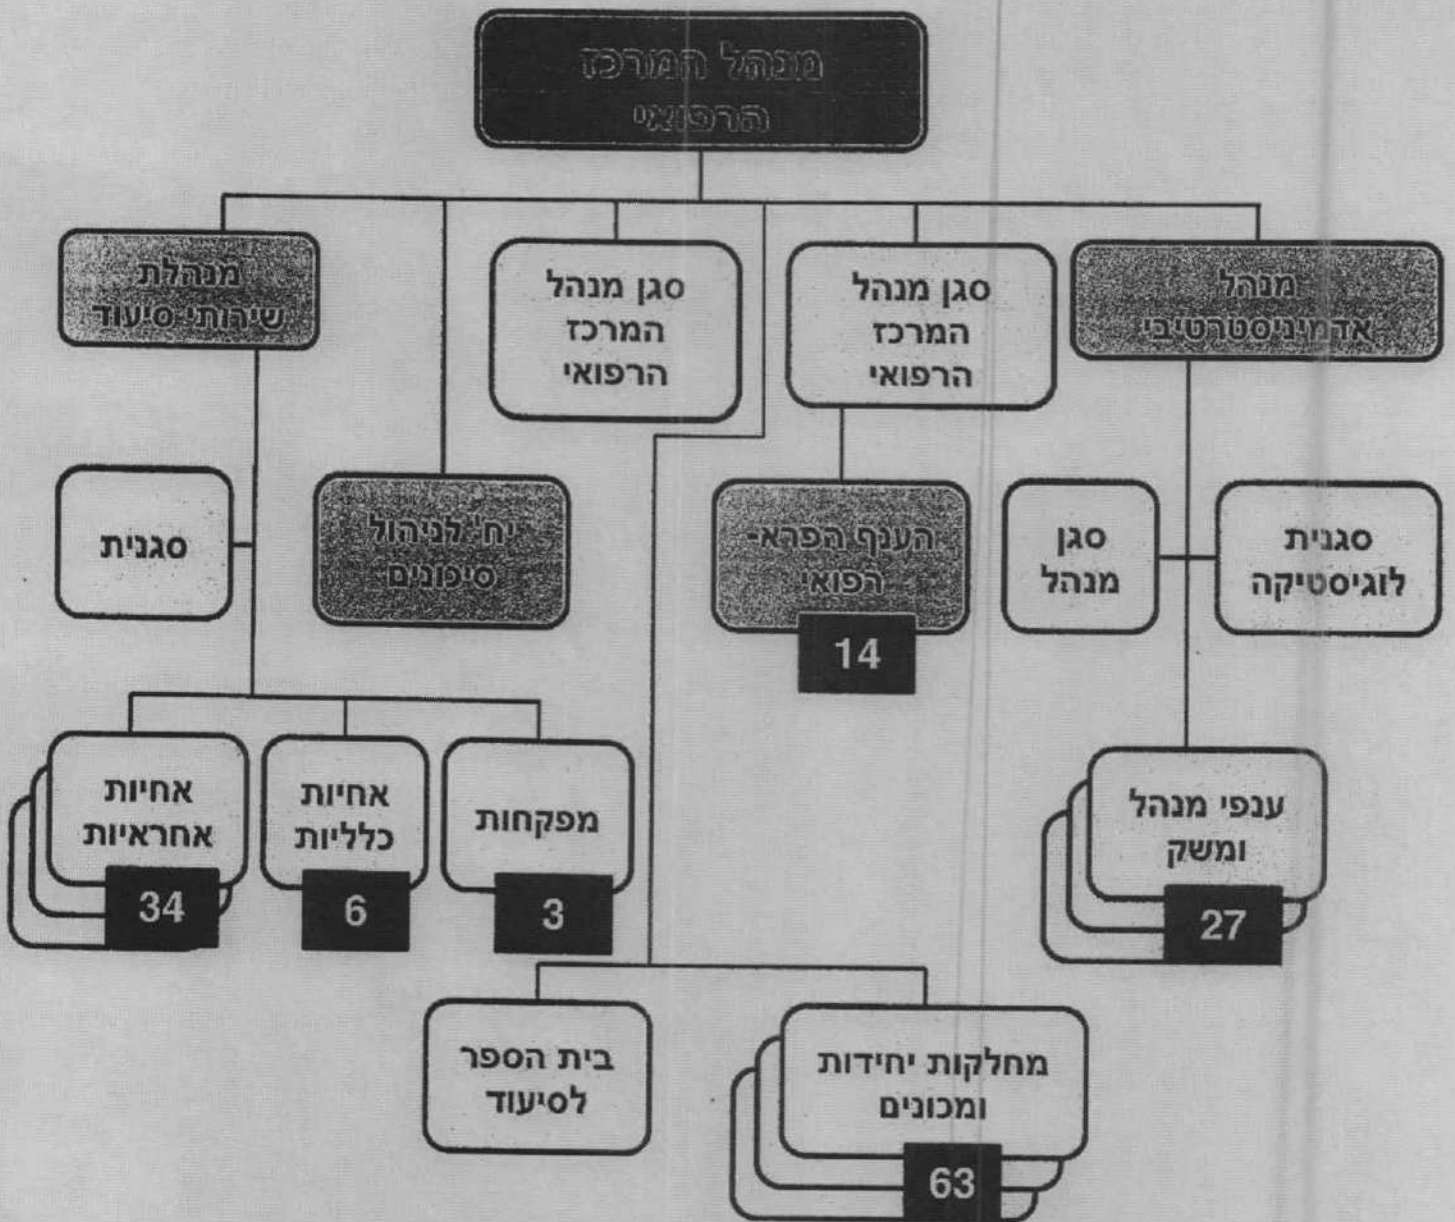 מנהל המרכז
הרפואי
מנהל
אדמיניסטרטיבי
סגן מנהל
המרכז
הרפואי
סגן מנהל
המרכז
הרפואי
מנהלת
שירותי סיעוד
סגנית
לוגיסטיקה
סגן
מנהל
הענף הפרא-
רפואי
14
יח' לניהול
סיכונים
סגנית
ענפי מנהל
ומשק
27
מפקחות
3
אחיות
כלליות
6
אחיות
אחראיות
34
מחלקות יחידות
ומכונים
63
בית הספר
לסיעוד